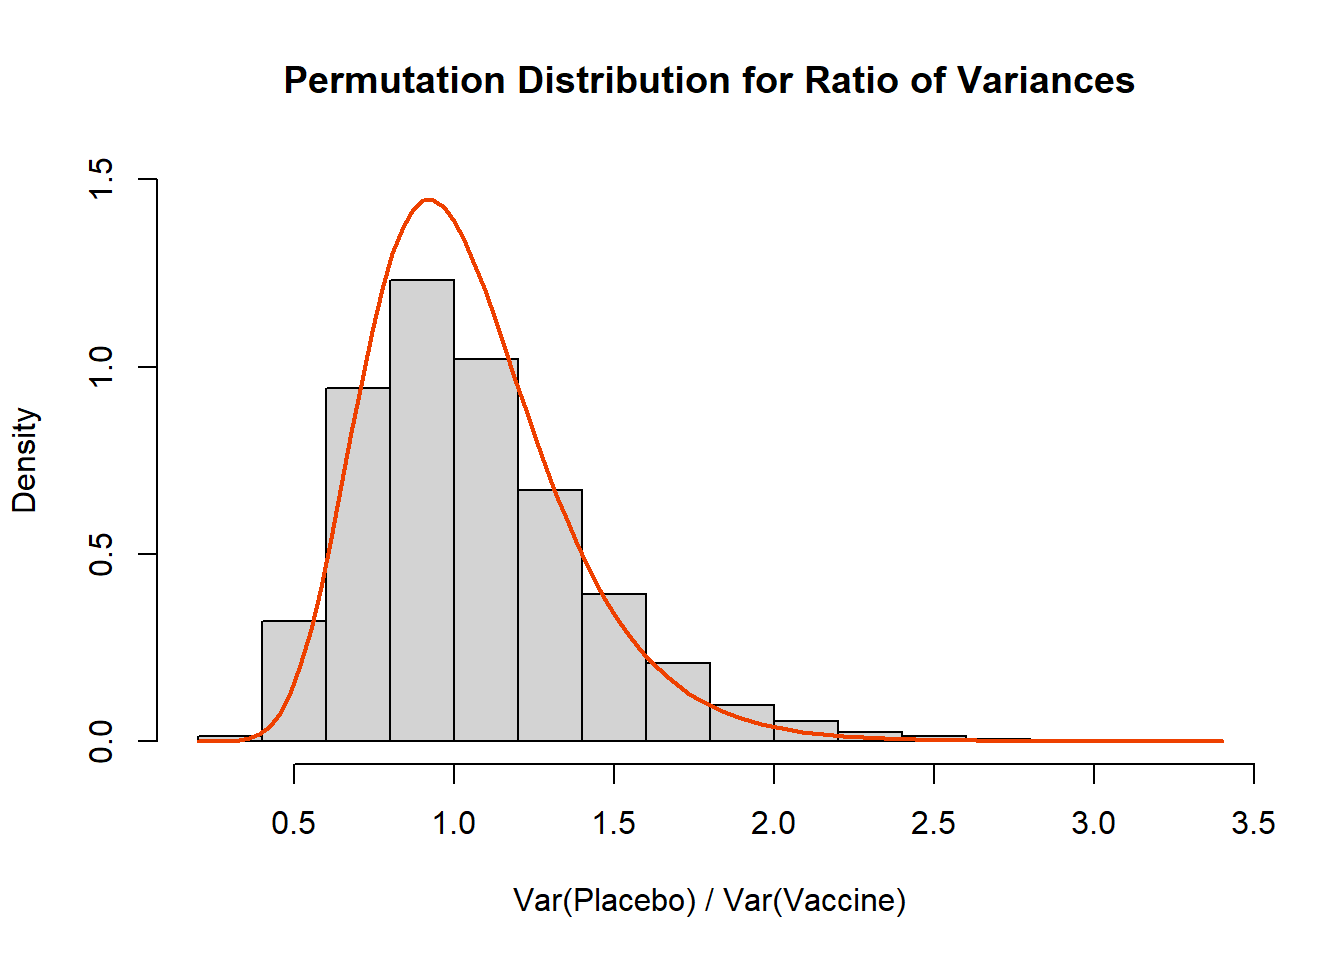 Permutation Distribution for Ratio of Variances
1.5
1.0
0.5
0.0
Density
0.5 1.0 1.5 2.0 2.5 3.0 3.5
Var(Placebo) / Var(Vaccine)